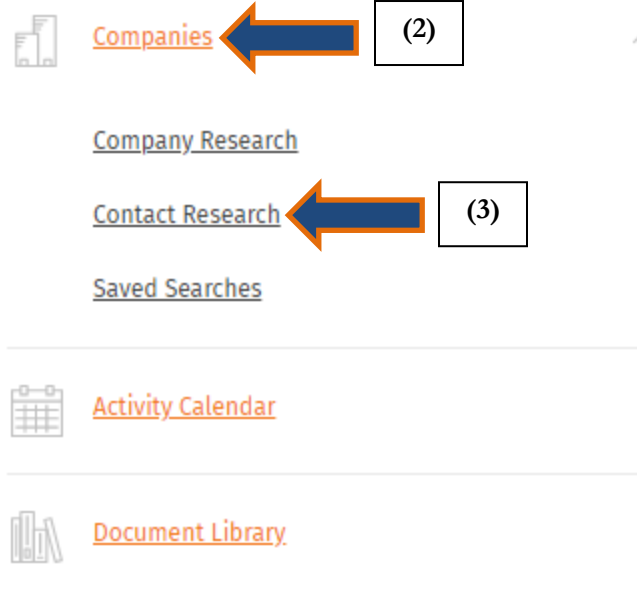 Companies (2)
Company Research
Contact Research (3)
Saved Searches
Activity Calendar
Document Library